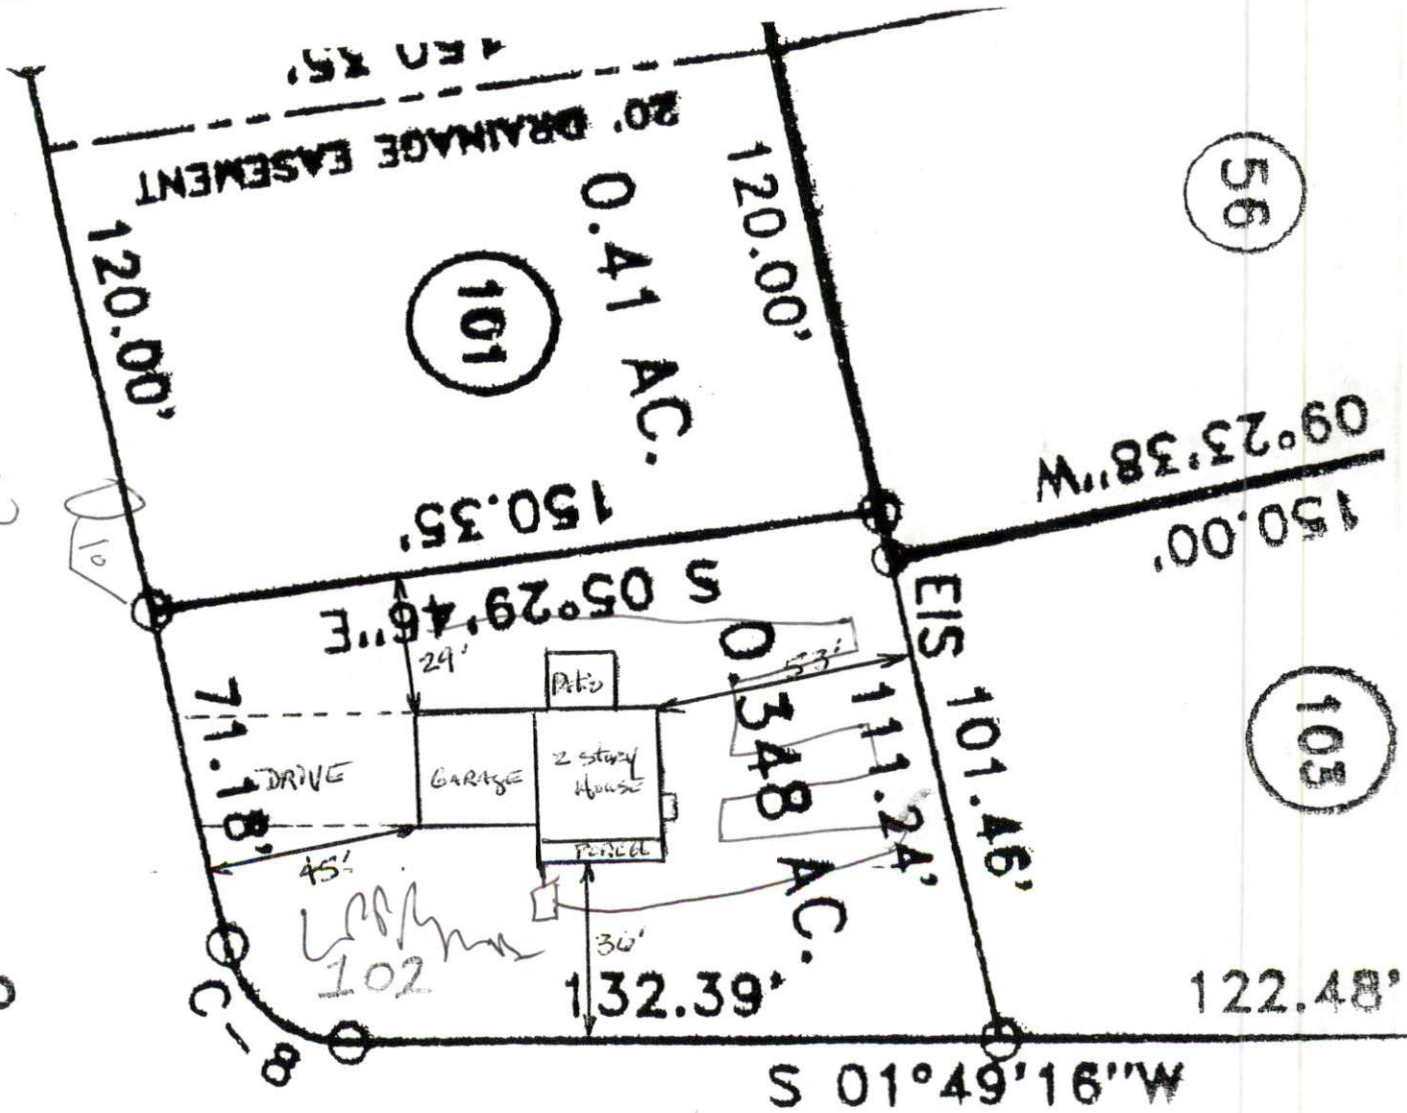 20' DRAINAGE EASEMENT
120.00'
101
0.41 AC.
120.00'
56
09°23'38"W
150.00'
150.35'
S 05°29'46"E
EIS
101.46'
103
71.18'
29'
Patio
53'
0.348 AC.
111.24'
DRIVE
GARAGE
2 story
House
PORCH
45'
102
132.39'
122.48'
C-8
S 01°49'16"W